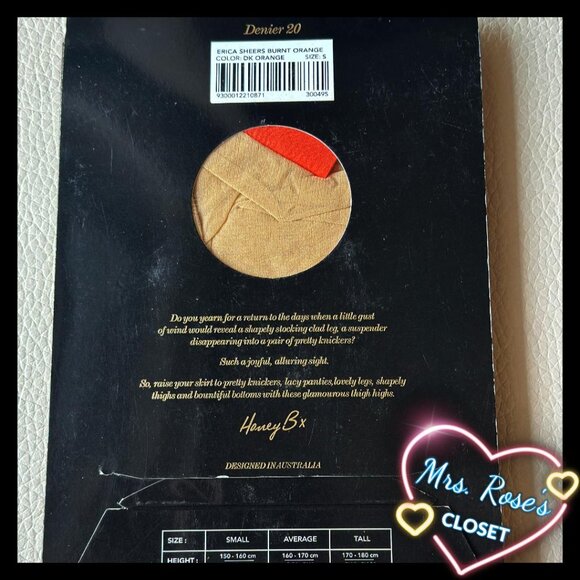 Denier 20
ERICA SHEERS BURNT ORANGE
COLOR: DK ORANGE SIZE: S
9300012210871 300495
Do you yearn for a return to the days when a little gust
of wind would reveal a shapely stocking clad leg, a suspender
disappearing into a pair of pretty knickers?
Such a joyful, alluring sight.
So, raise your skirt to pretty knickers, lacy panties, lovely legs, shapely
thighs and bountiful bottoms with these glamourous thigh highs.
Honey B x
DESIGNED IN AUSTRALIA
SIZE : SMALL AVERAGE TALL
HEIGHT : 150 - 160 cm 160 - 170 cm 170 - 180 cm
Mrs. Rose's
CLOSET